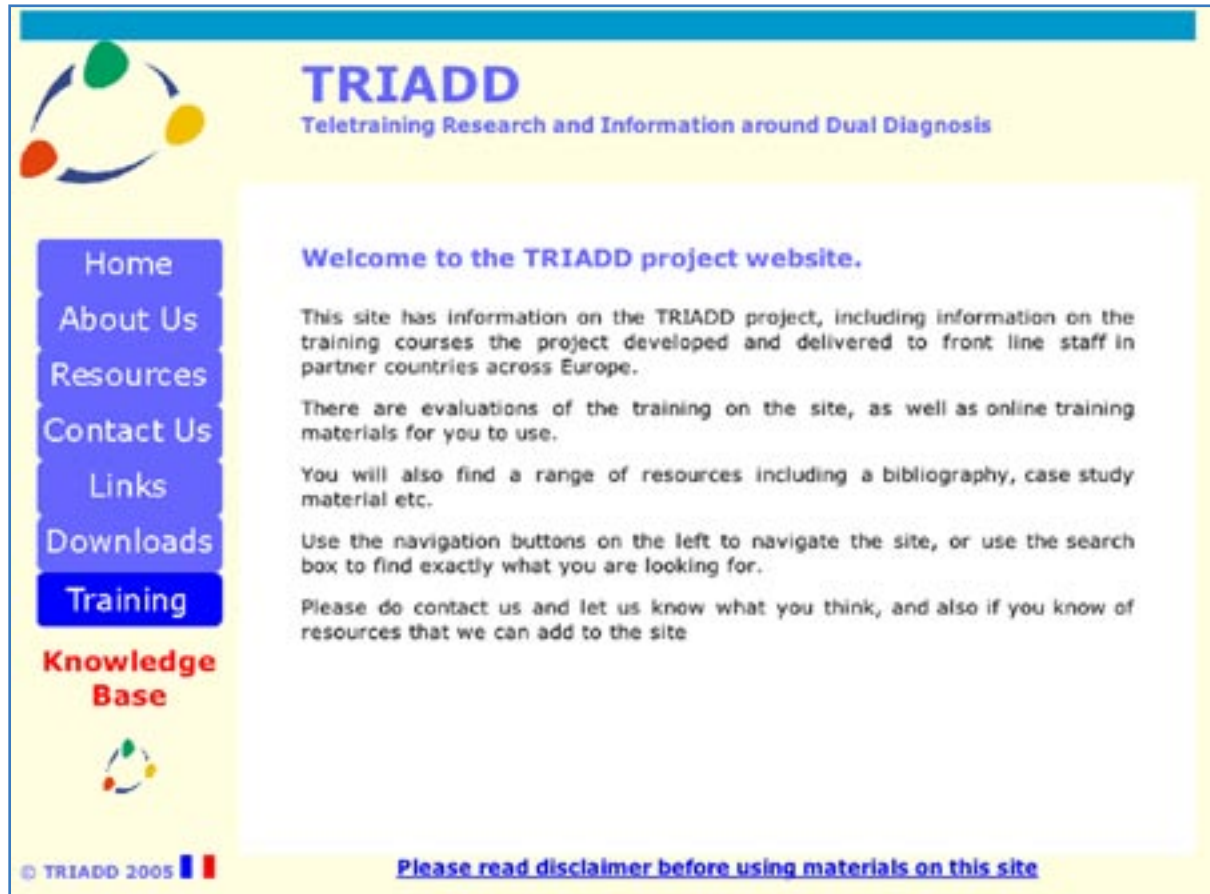 TRIADD
Teletraining Research and Information around Dual Diagnosis
Home
About Us
Resources
Contact Us
Links
Downloads
Training
Knowledge
Base
Welcome to the TRIADD project website.
This site has information on the TRIADD project, including information on the
training courses the project developed and delivered to front line staff in
partner countries across Europe.
There are evaluations of the training on the site, as well as online training
materials for you to use.
You will also find a range of resources including a bibliography, case study
material etc.
Use the navigation buttons on the left to navigate the site, or use the search
box to find exactly what you are looking for.
Please do contact us and let us know what you think, and also if you know of
resources that we can add to the site
© TRIADD 2005
Please read disclaimer before using materials on this site